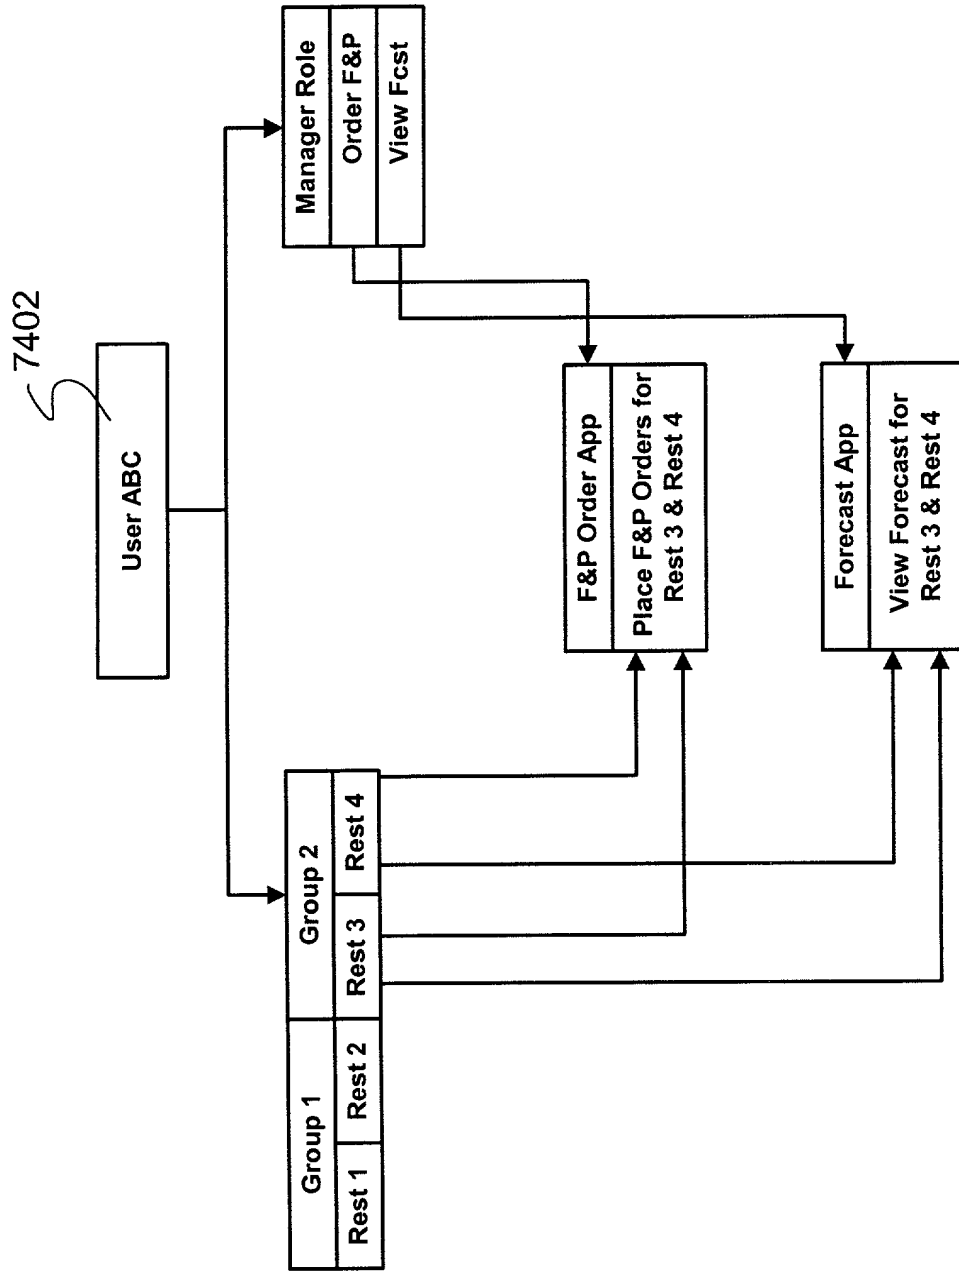 7402
User ABC
Group 1
Group 2
Rest 1
Rest 2
Rest 3
Rest 4
Manager Role
Order F&P
View Fcst
F&P Order App
Place F&P Orders for
Rest 3 & Rest 4
Forecast App
View Forecast for
Rest 3 & Rest 4